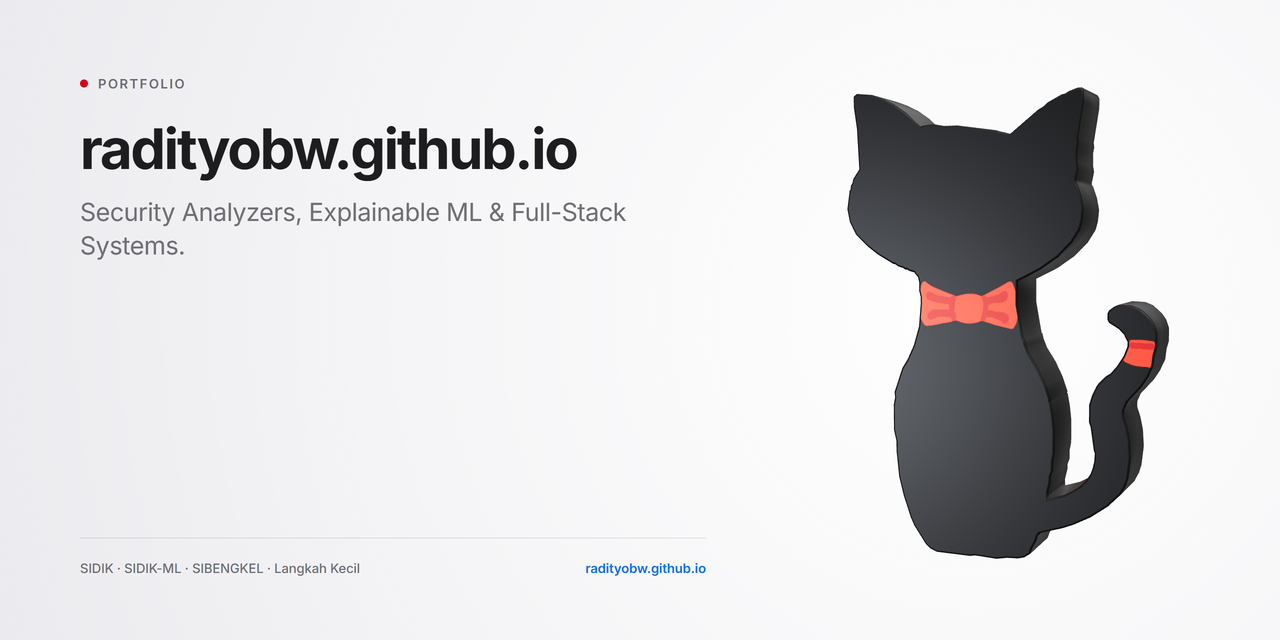 PORTFOLIO
radityobw.github.io
Security Analyzers, Explainable ML & Full-Stack
Systems.
SIDIK · SIDIK-ML · SIBENGKEL · Langkah Kecil
radityobw.github.io